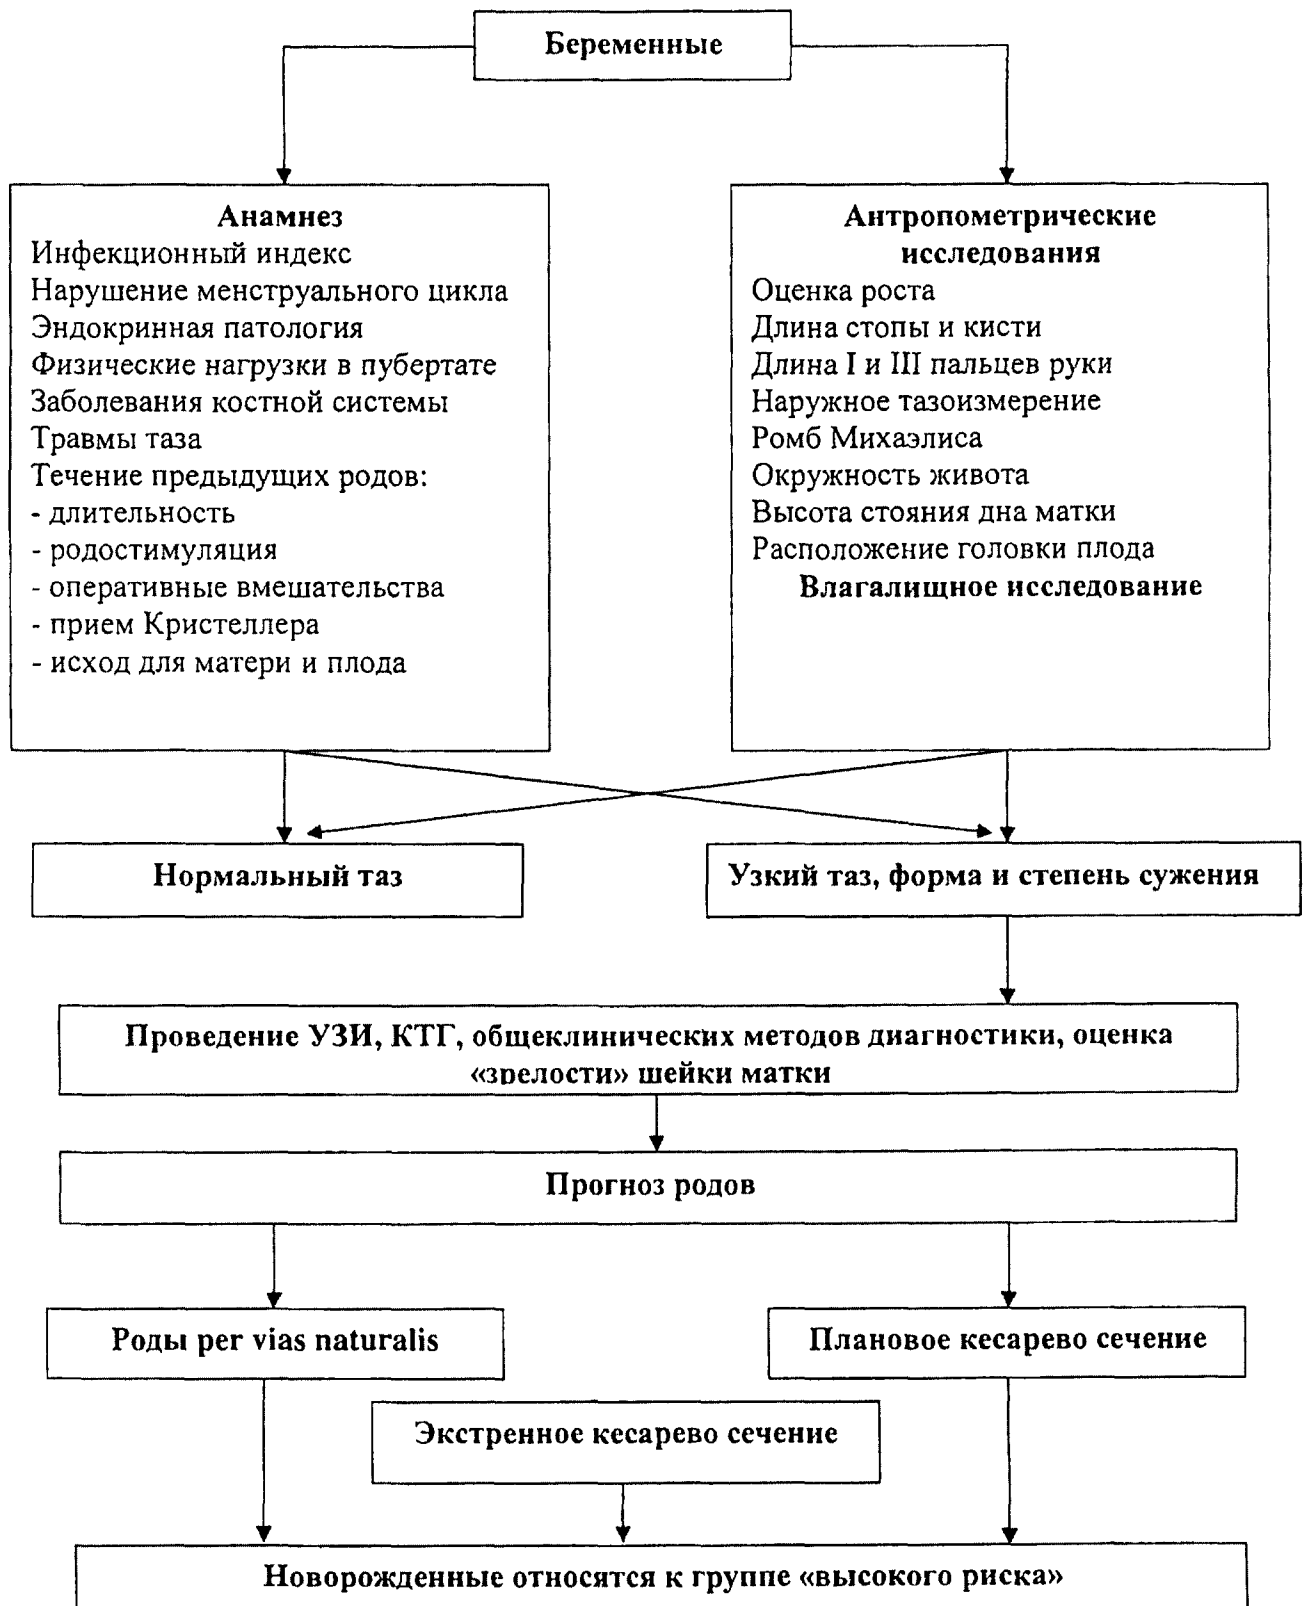 Беременные
Анамнез
Инфекционный индекс
Нарушение менструального цикла
Эндокринная патология
Физические нагрузки в пубертате
Заболевания костной системы
Травмы таза
Течение предыдущих родов:
- длительность
- родостимуляция
- оперативные вмешательства
- прием Кристеллера
- исход для матери и плода
Антропометрические
исследования
Оценка роста
Длина стопы и кисти
Длина I и III пальцев руки
Наружное тазоизмерение
Ромб Михаэлиса
Окружность живота
Высота стояния дна матки
Расположение головки плода
Влагалищное исследование
Нормальный таз
Узкий таз, форма и степень сужения
Проведение УЗИ, КТГ, общеклинических методов диагностики, оценка
«зрелости» шейки матки
Прогноз родов
Роды per vias naturalis
Плановое кесарево сечение
Экстренное кесарево сечение
Новорожденные относятся к группе «высокого риска»